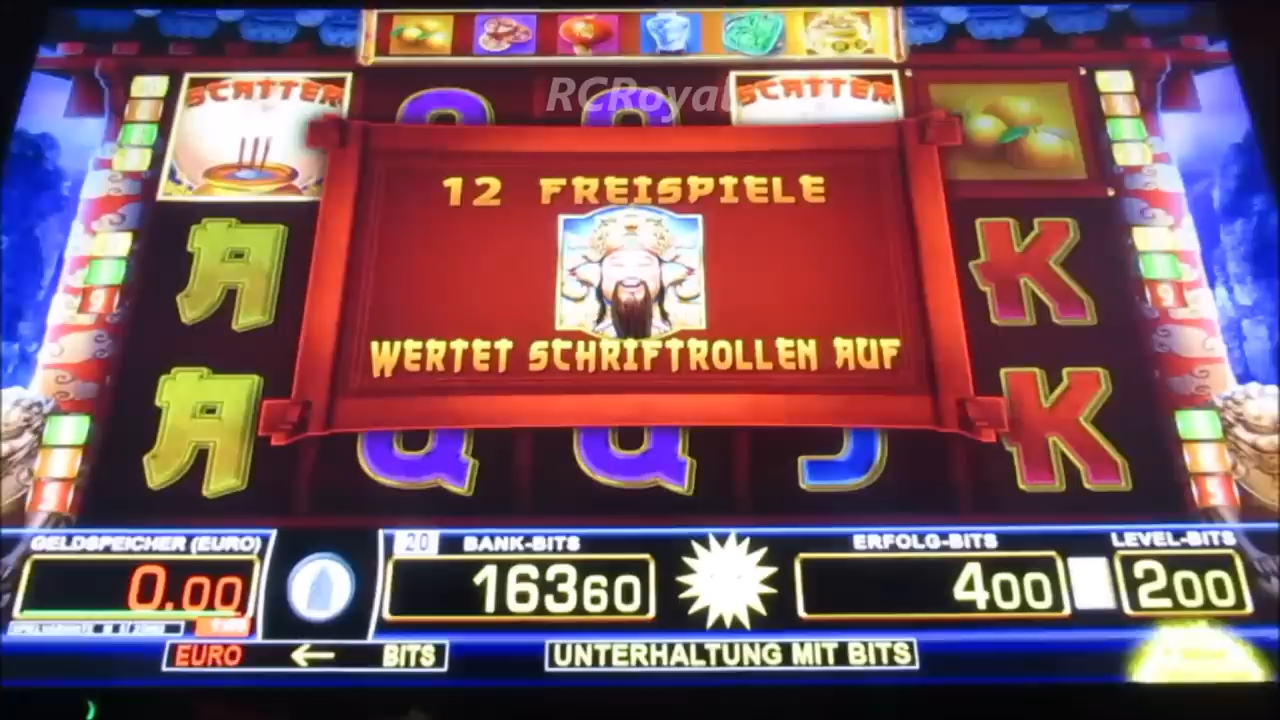 RCRoyal
SCATTER
SCATTER
12 FREISPIELE
WERTET SCHRIFTROLLEN AUF
A
K
A
Q
Q
J
K
GELDSPEICHER (EURO)
20
BANK-BITS
ERFOLG-BITS
LEVEL-BITS
0.00
16360
400
200
EURO ← BITS
UNTERHALTUNG MIT BITS